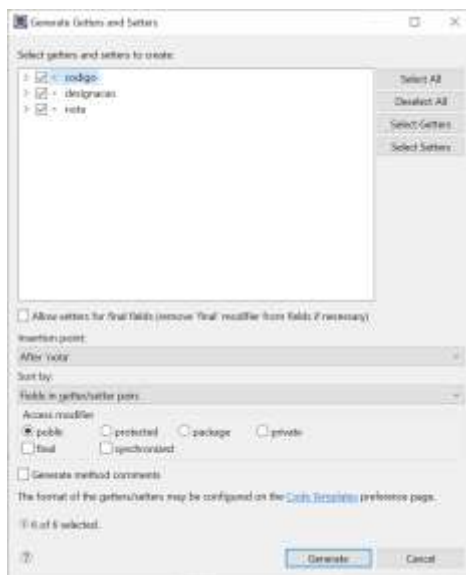 Generate Getters and Setters
Select getters and setters to create:
codigo
designacao
nota
Select All
Deselect All
Select Getters
Select Setters
Allow setters for final fields (remove 'final' modifier from fields if necessary)
Insertion point:
After 'nota'
Sort by:
Fields in getter/setter pairs
Access modifier
public protected package private
final synchronized
Generate method comments
The format of the getters/setters may be configured on the Code Templates preference page.
6 of 6 selected.
Generate Cancel